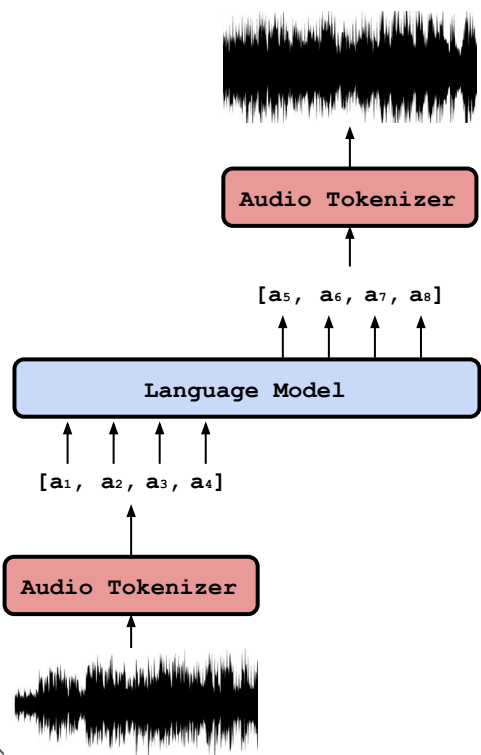 Audio Tokenizer
[a5, a6, a7, a8]
Language Model
[a1, a2, a3, a4]
Audio Tokenizer